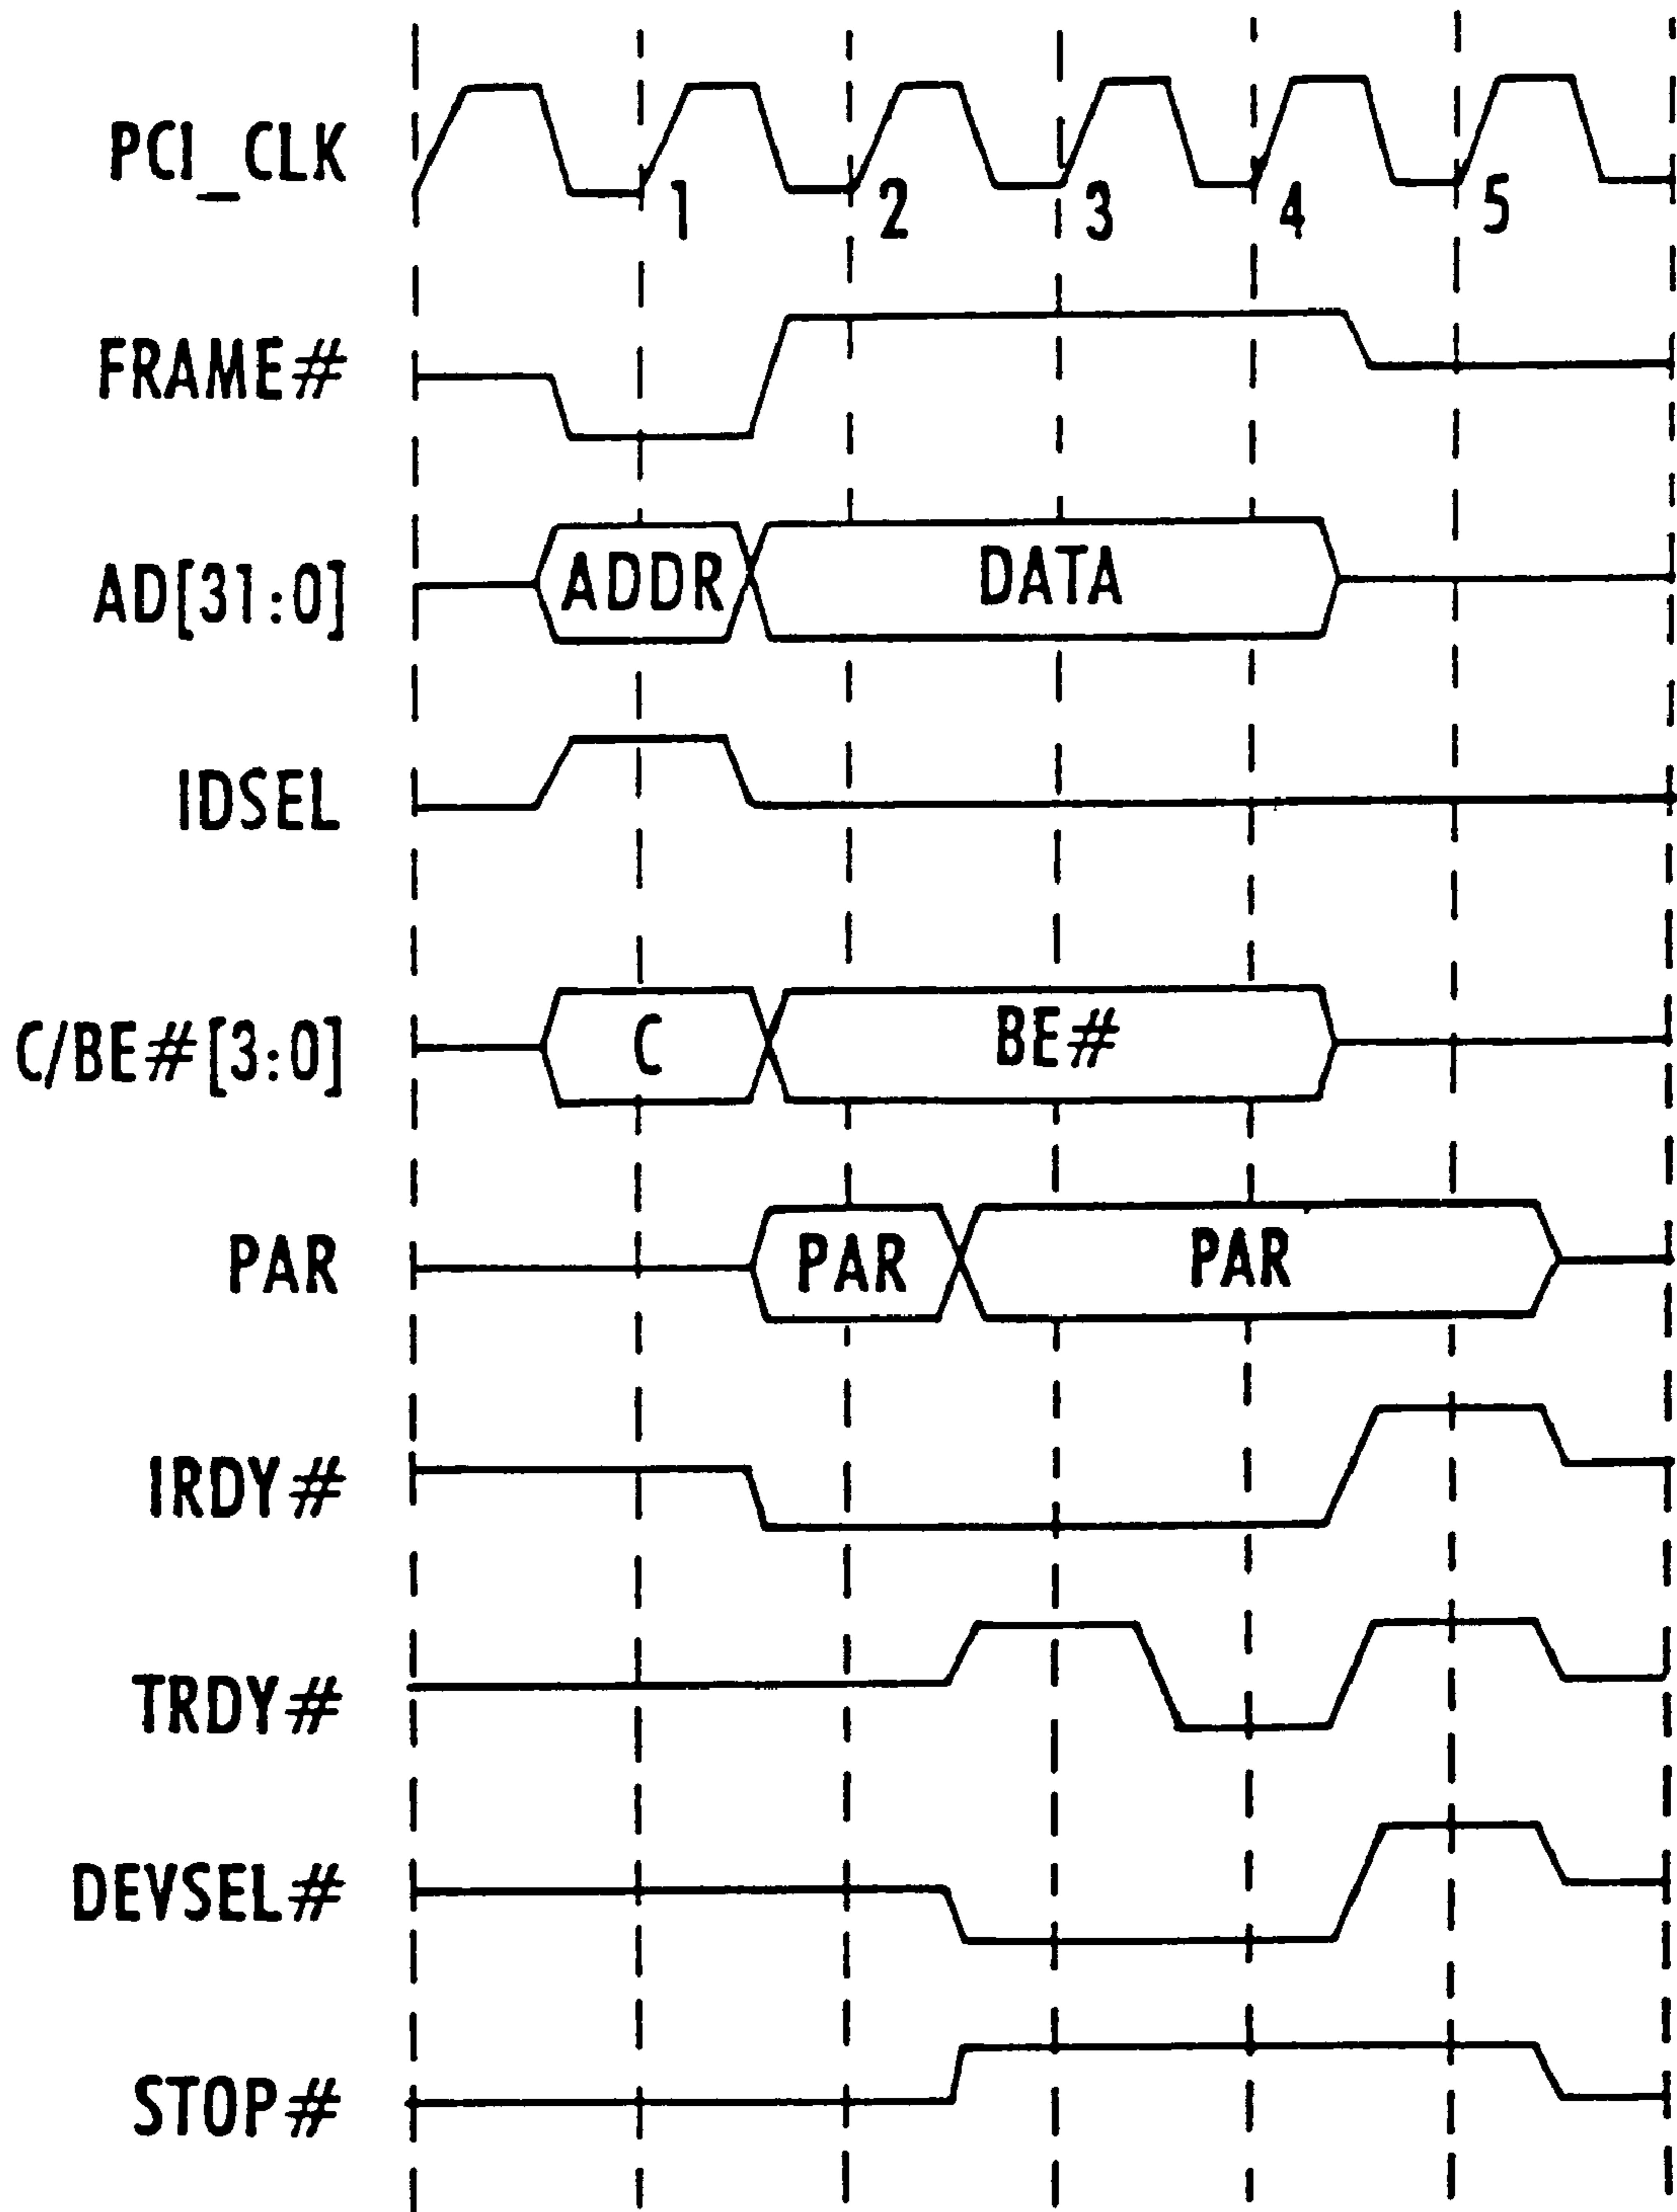 PCI_CLK
1 2 3 4 5
FRAME#
AD[31:0] ADDR DATA
IDSEL
C/BE#[3:0] C BE#
PAR PAR PAR
IRDY#
TRDY#
DEVSEL#
STOP#